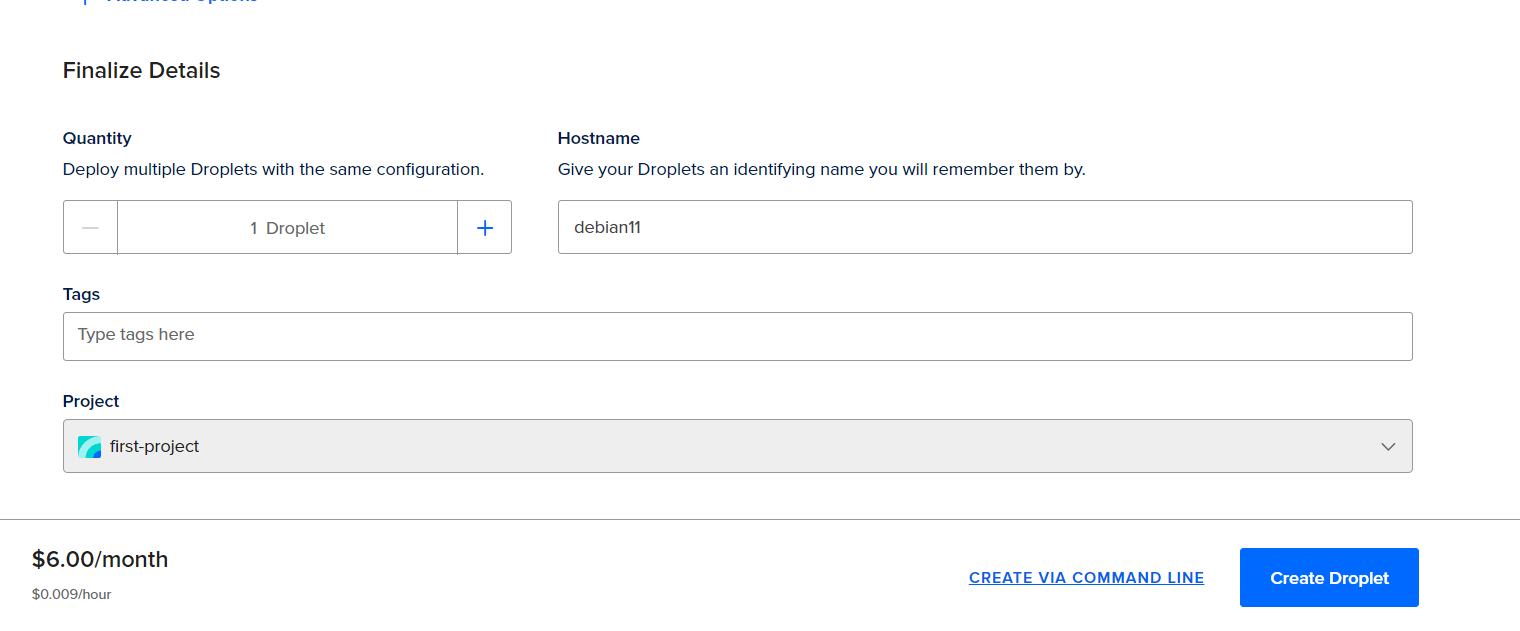 Advanced Options
Finalize Details
Quantity
Deploy multiple Droplets with the same configuration.
1 Droplet
Hostname
Give your Droplets an identifying name you will remember them by.
debian11
Tags
Type tags here
Project
first-project
$6.00/month
$0.009/hour
CREATE VIA COMMAND LINE
Create Droplet